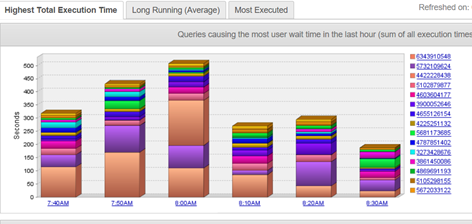 Highest Total Execution Time
Long Running (Average)
Most Executed
Refreshed on:
Queries causing the most user wait time in the last hour (sum of all execution times
Seconds
500
450
400
350
300
250
200
150
100
50
0
7:40AM
7:50AM
8:00AM
8:10AM
8:20AM
8:30AM
6343910548
5732109624
4422228438
5102879877
4603604177
3900052646
4655126154
4225251132
5681173685
4787851402
3273428676
3861450086
4869691193
5105298155
5672033122